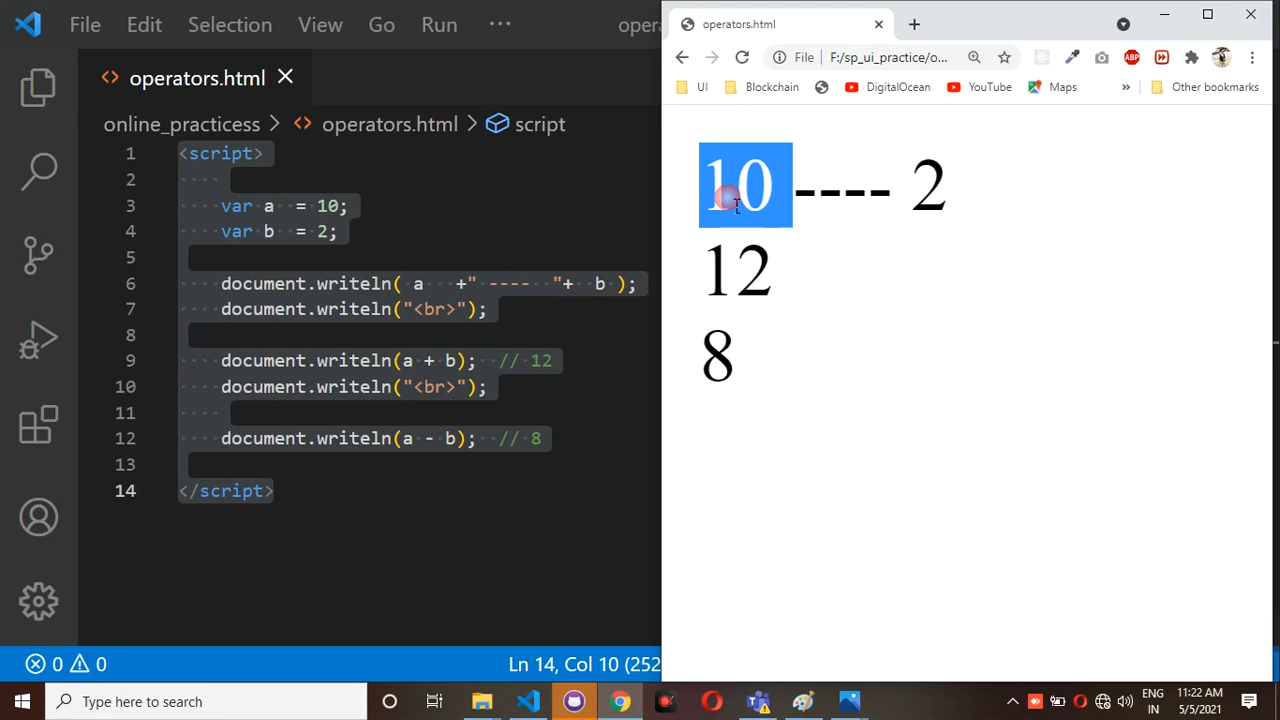 File Edit Selection View Go Run ··· oper
operators.html
online_practicess > operators.html > script
1 <script>
2
3 var a = 10;
4 var b = 2;
5
6 document.writeln( a +" ---- "+ b );
7 document.writeln("<br>");
8
9 document.writeln(a + b); // 12
10 document.writeln("<br>");
11
12 document.writeln(a - b); // 8
13
14 </script>
0 0 Ln 14, Col 10 (252
operators.html
File F:/sp_ui_practice/o...
ABP
UI Blockchain DigitalOcean YouTube Maps » Other bookmarks
10 ---- 2
12
8
Type here to search
ENG
IN
11:22 AM
5/5/2021